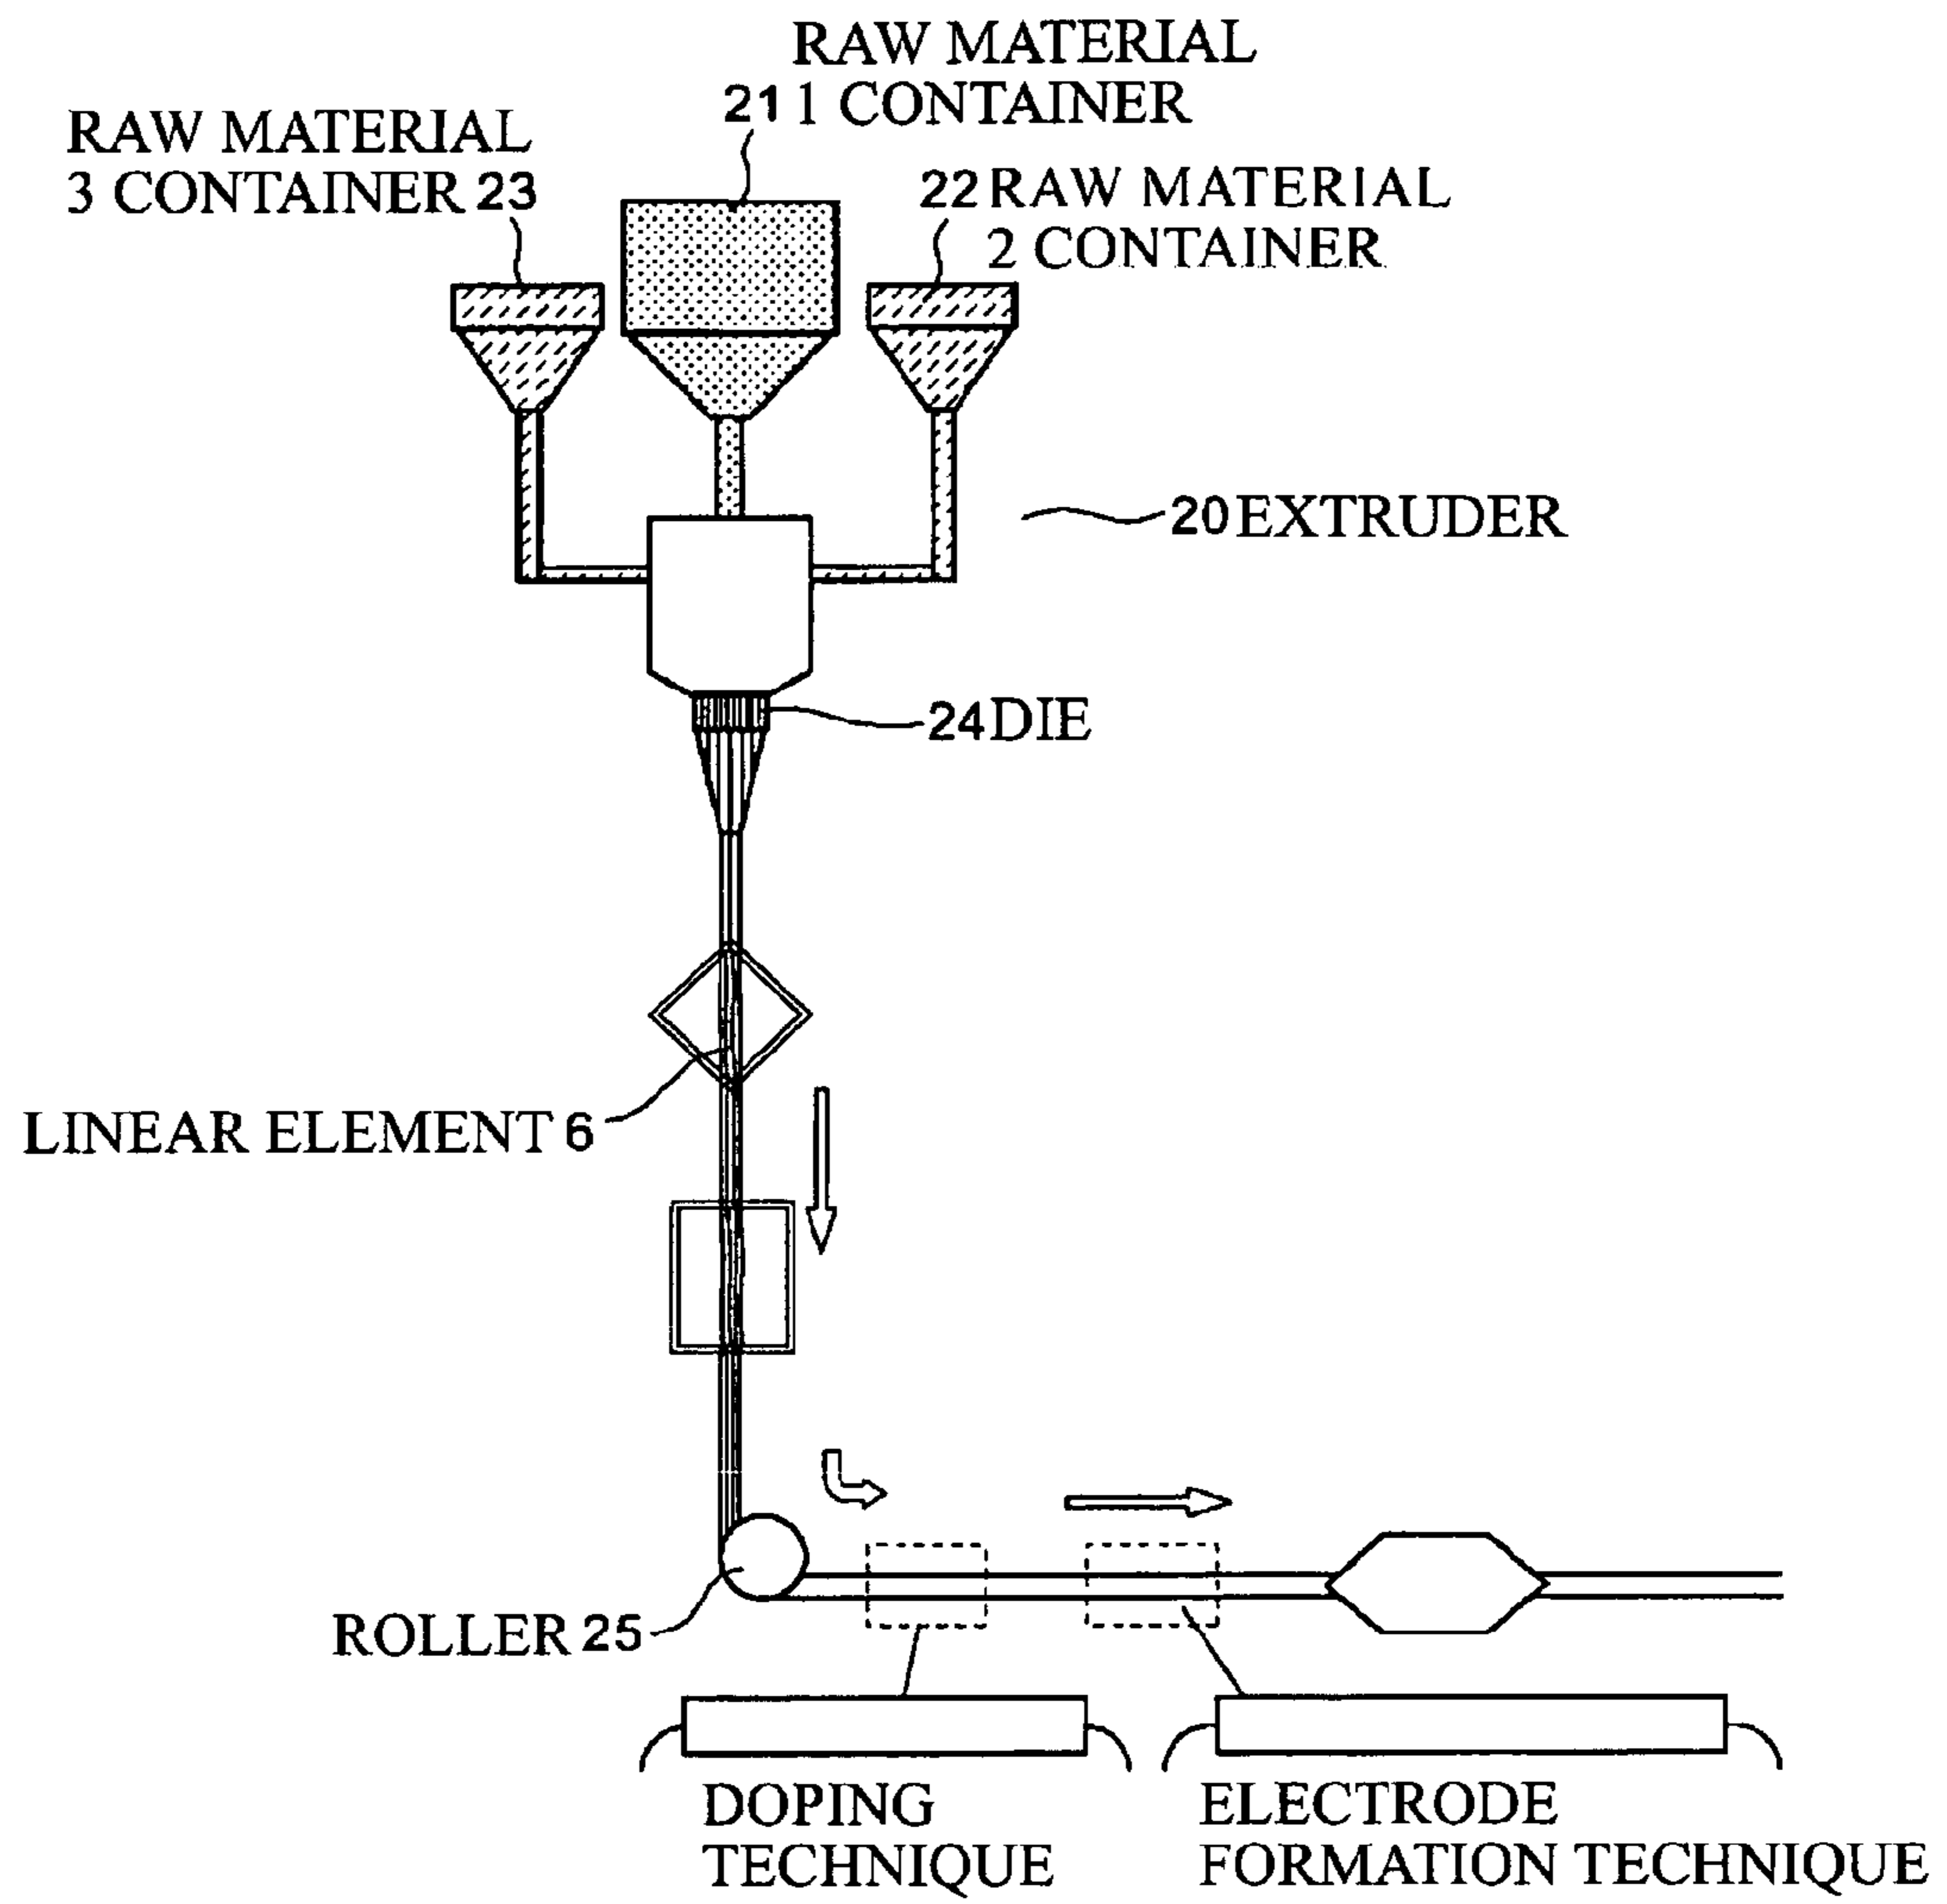 RAW MATERIAL
21 1 CONTAINER
RAW MATERIAL
3 CONTAINER 23
22 RAW MATERIAL
2 CONTAINER
20 EXTRUDER
24 DIE
LINEAR ELEMENT 6
ROLLER 25
DOPING
TECHNIQUE
ELECTRODE
FORMATION TECHNIQUE